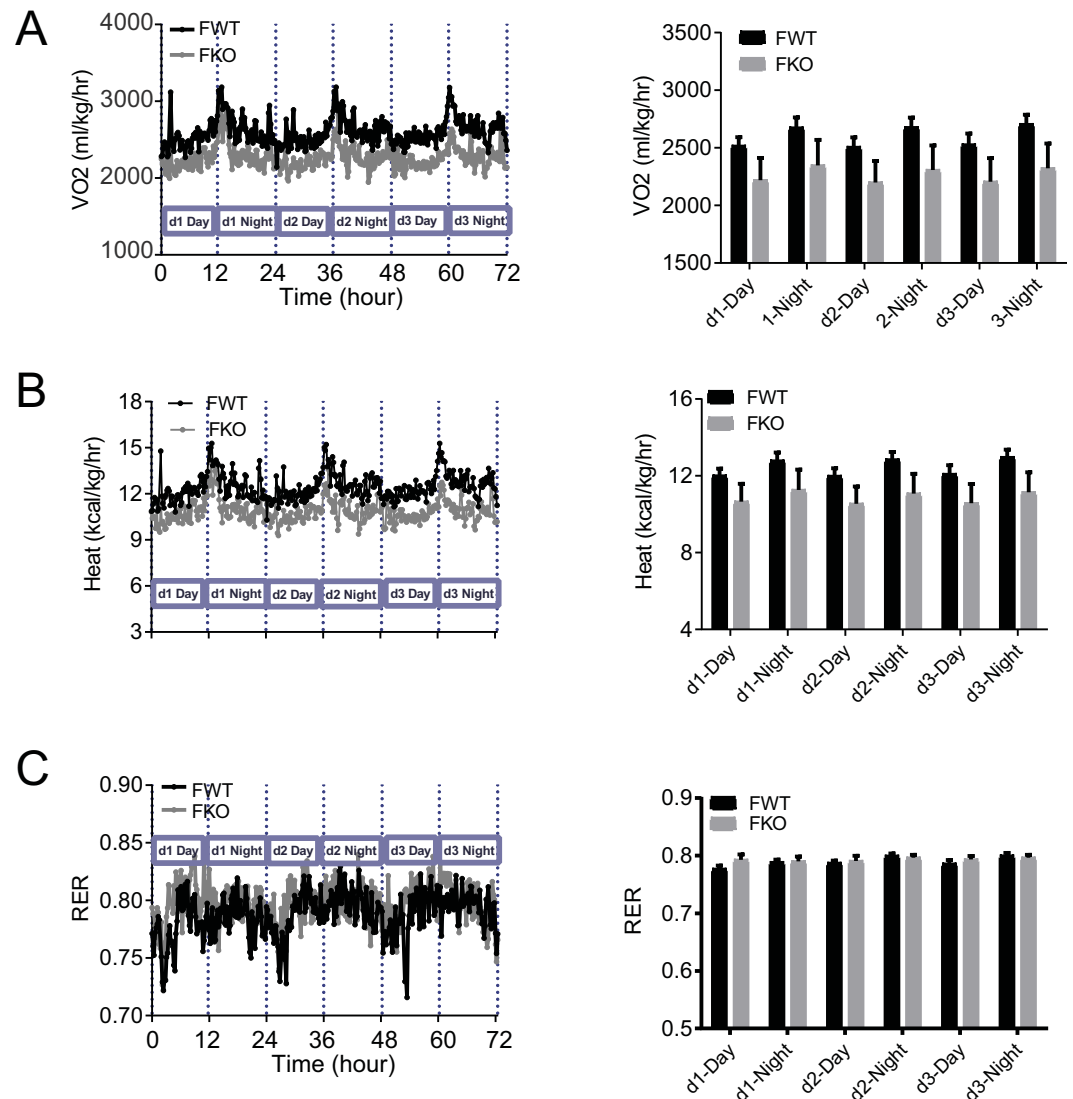 A
4000
3000
2000
1000
VO2 (ml/kg/hr)
FWT
FKO
d1 Day
d1 Night
d2 Day
d2 Night
d3 Day
d3 Night
0 12 24 36 48 60 72
Time (hour)
3500
3000
2500
2000
1500
VO2 (ml/kg/hr)
FWT
FKO
d1-Day
1-Night
d2-Day
2-Night
d3-Day
3-Night
B
18
15
12
9
6
3
Heat (kcal/kg/hr)
FWT
FKO
d1 Day
d1 Night
d2 Day
d2 Night
d3 Day
d3 Night
16
12
8
4
Heat (kcal/kg/hr)
FWT
FKO
d1-Day
d1-Night
d2-Day
d2-Night
d3-Day
d3-Night
C
0.90
0.85
0.80
0.75
0.70
RER
FWT
FKO
d1 Day
d1 Night
d2 Day
d2 Night
d3 Day
d3 Night
0 12 24 36 48 60 72
Time (hour)
0.9
0.8
0.7
0.5
RER
FWT
FKO
d1-Day
d1-Night
d2-Day
d2-Night
d3-Day
d3-Night